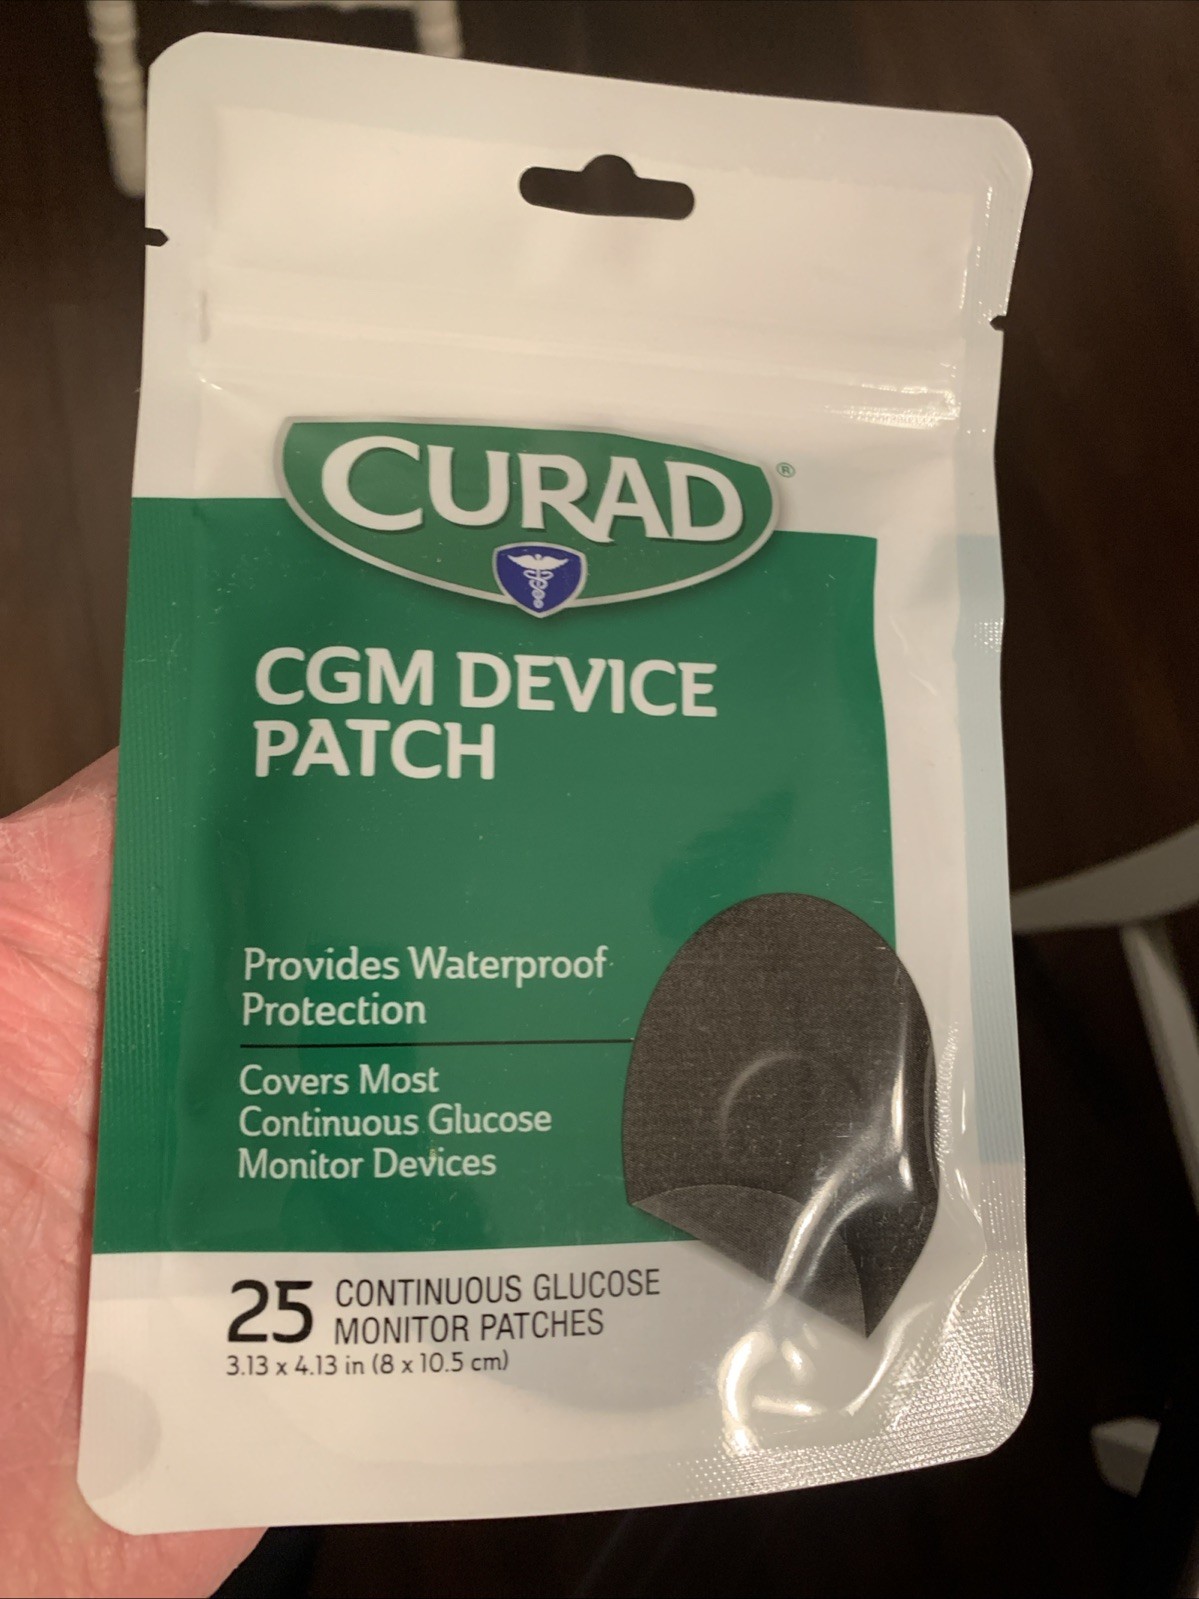 CURAD®
CGM DEVICE
PATCH
Provides Waterproof
Protection
Covers Most
Continuous Glucose
Monitor Devices
25 CONTINUOUS GLUCOSE
MONITOR PATCHES
3.13 x 4.13 in (8 x 10.5 cm)